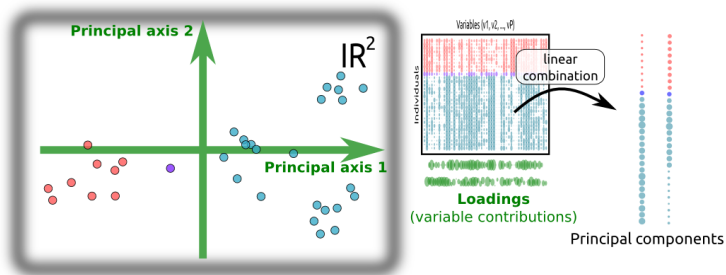 Principal axis 2
IR²
Principal axis 1
Variables (v1, v2, ..., vP)
Individuals
linear
combination
Loadings
(variable contributions)
Principal components